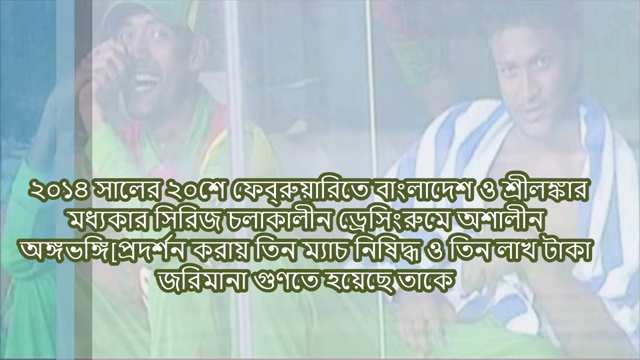 ২০১৪ সালের ২০শে ফেব্রুয়ারিতে বাংলাদেশ ও শ্রীলঙ্কার
মধ্যকার সিরিজ চলাকালীন ড্রেসিংরুমে অশালীন
অঙ্গভঙ্গি[প্রদর্শন করায় তিন ম্যাচ নিষিদ্ধ ও তিন লাখ টাকা
জরিমানা গুণতে হয়েছে তাকে